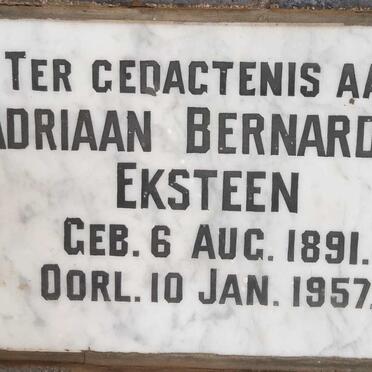 TER GEDACTENIS AA
ADRIAAN BERNARD
EKSTEEN
GEB. 6 AUG. 1891.
OORL. 10 JAN. 1957.